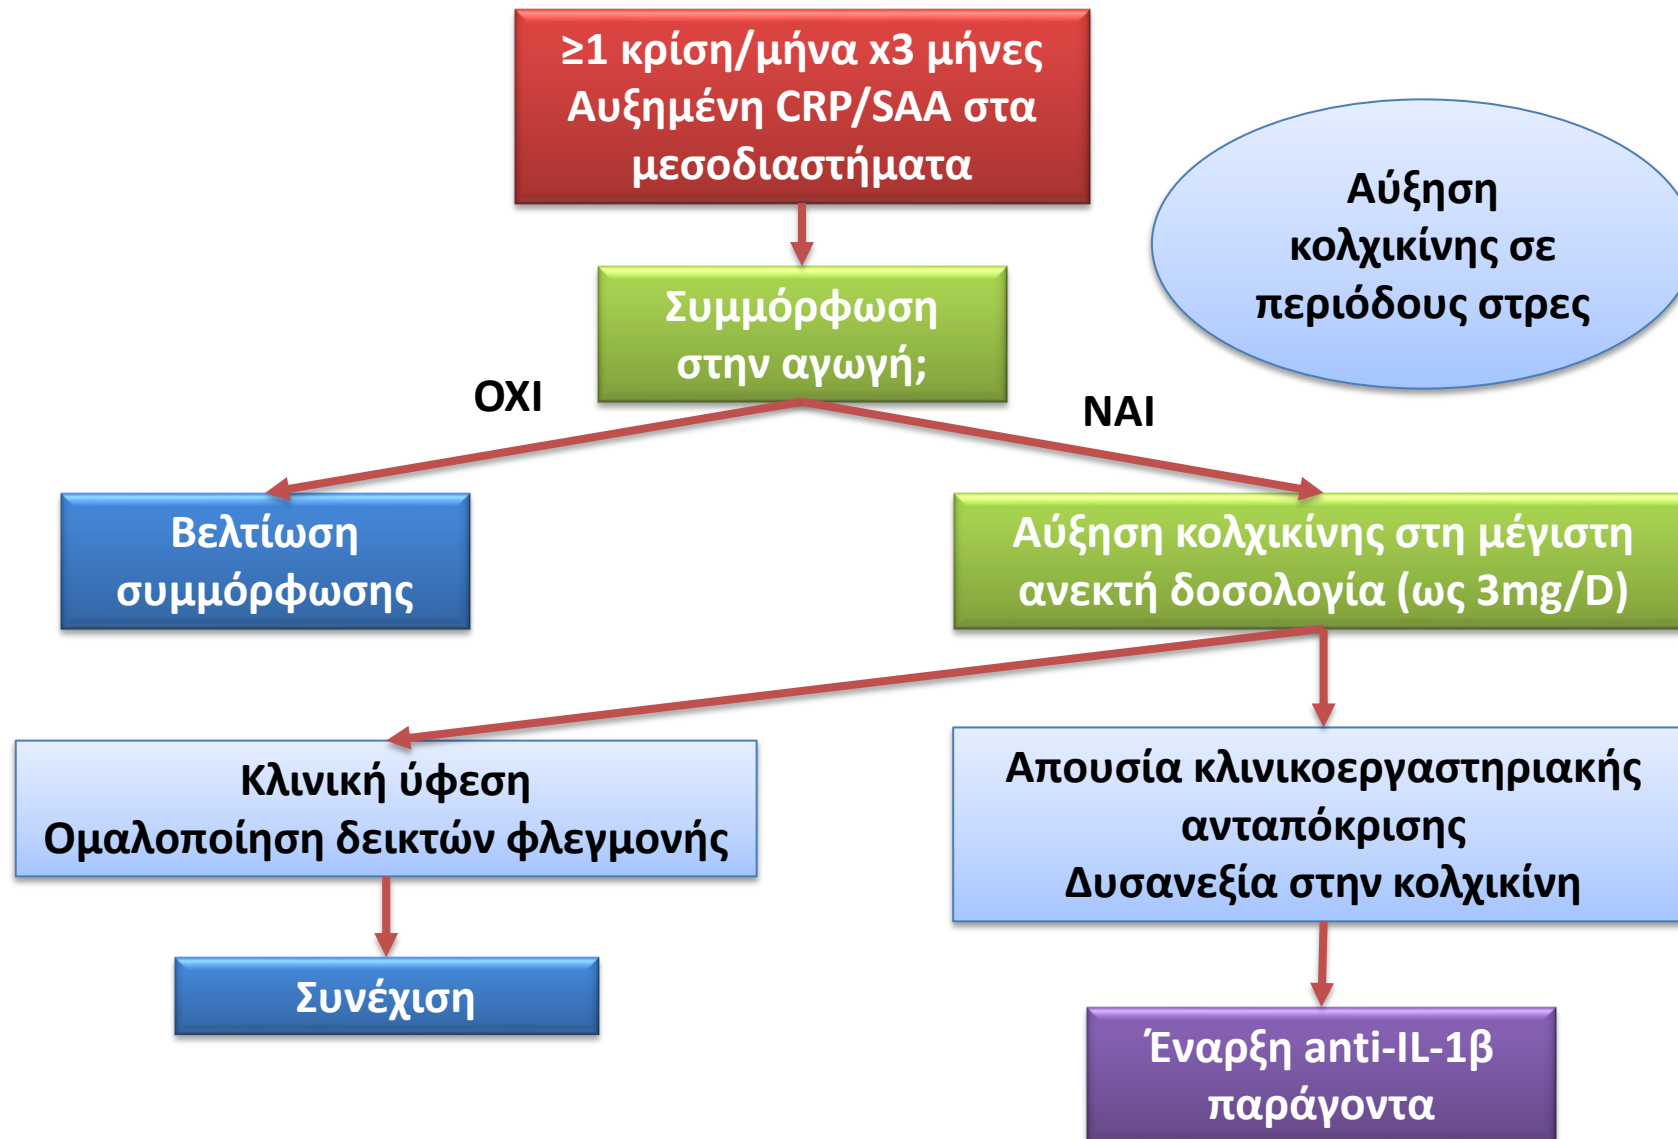 ≥1 κρίση/μήνα x3 μήνες
Αυξημένη CRP/SAA στα
μεσοδιαστήματα
Αύξηση
κολχικίνης σε
περιόδους στρες
Συμμόρφωση
στην αγωγή;
ΟΧΙ
ΝΑΙ
Βελτίωση
συμμόρφωσης
Αύξηση κολχικίνης στη μέγιστη
ανεκτή δοσολογία (ως 3mg/D)
Κλινική ύφεση
Ομαλοποίηση δεικτών φλεγμονής
Απουσία κλινικοεργαστηριακής
ανταπόκρισης
Δυσανεξία στην κολχικίνη
Συνέχιση
Έναρξη anti-IL-1β
παράγοντα